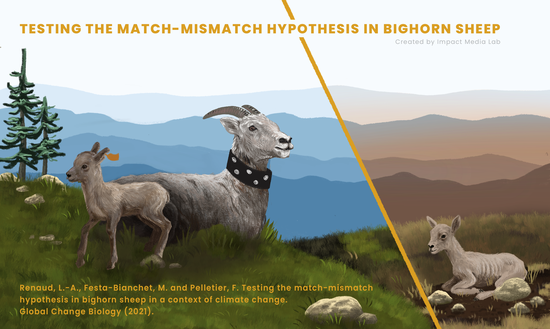 TESTING THE MATCH-MISMATCH HYPOTHESIS IN BIGHORN SHEEP
Created by Impact Media Lab
Renaud, L.-A., Festa-Bianchet, M. and Pelletier, F. Testing the match-mismatch
hypothesis in bighorn sheep in a context of climate change.
Global Change Biology (2021).